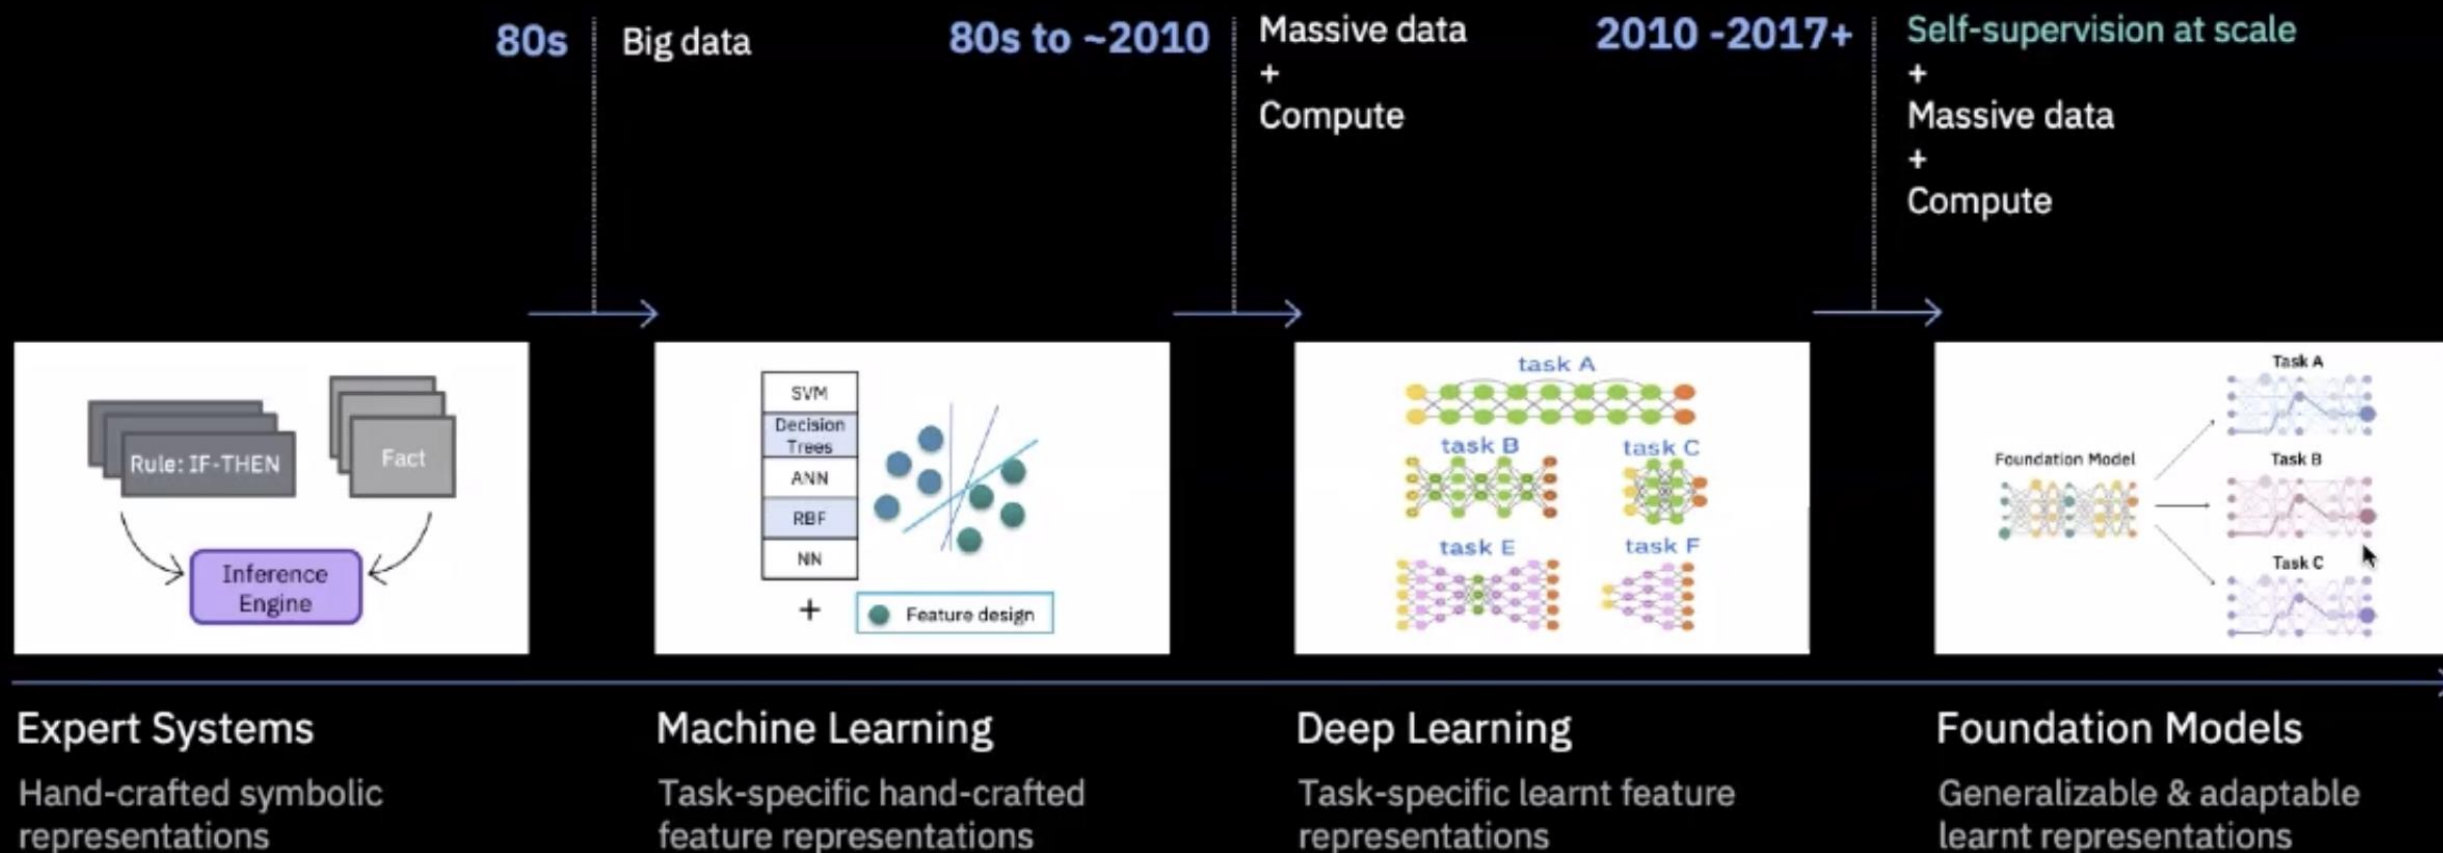 80s
Big data
80s to ~2010
Massive data
+
Compute
2010 -2017+
Self-supervision at scale
+
Massive data
+
Compute
Rule: IF-THEN
Fact
Inference
Engine
SVM
Decision
Trees
ANN
RBF
NN
+
Feature design
task A
task B
task C
task E
task F
Foundation Model
Task A
Task B
Task C
Expert Systems
Hand-crafted symbolic
representations
Machine Learning
Task-specific hand-crafted
feature representations
Deep Learning
Task-specific learnt feature
representations
Foundation Models
Generalizable & adaptable
learnt representations